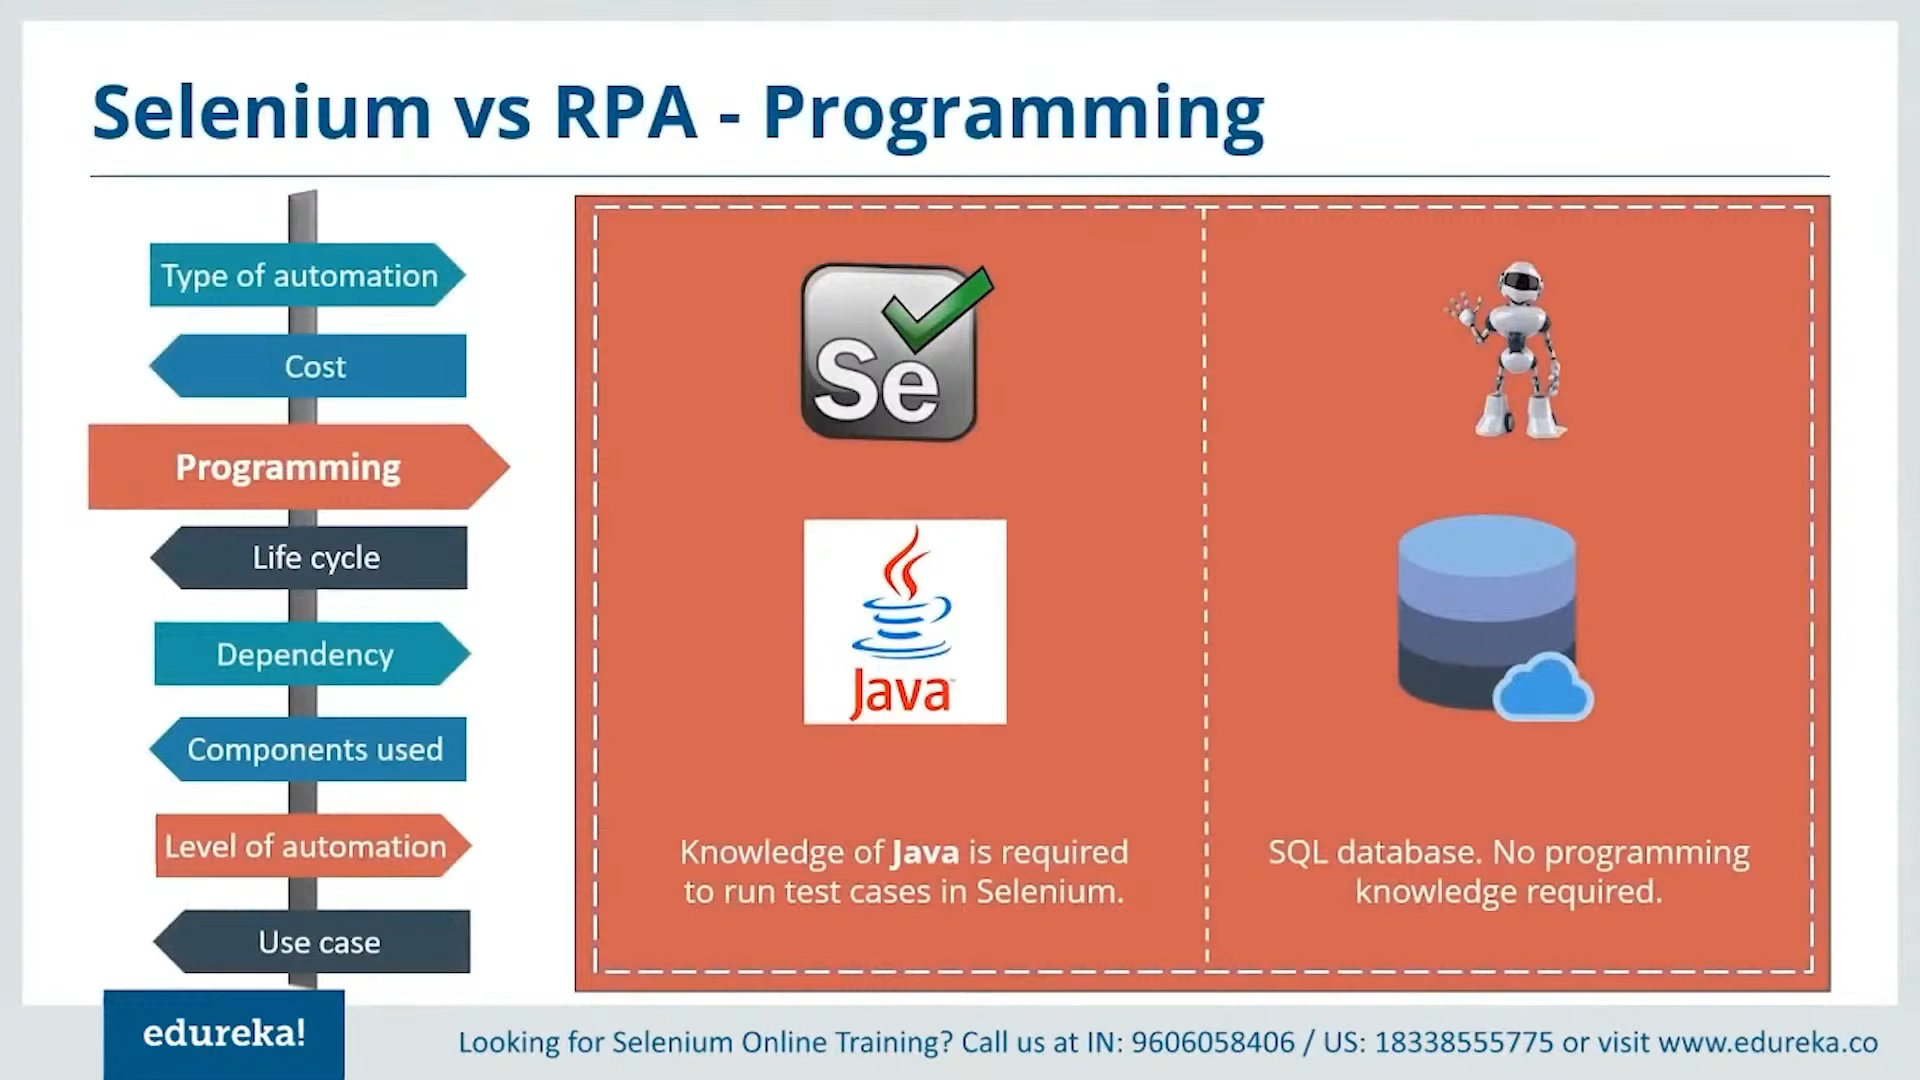 Selenium vs RPA - Programming
Type of automation
Cost
Programming
Life cycle
Dependency
Components used
Level of automation
Use case
Se
Java
Knowledge of Java is required
to run test cases in Selenium.
SQL database. No programming
knowledge required.
edureka!
Looking for Selenium Online Training? Call us at IN: 9606058406 / US: 18338555775 or visit www.edureka.co